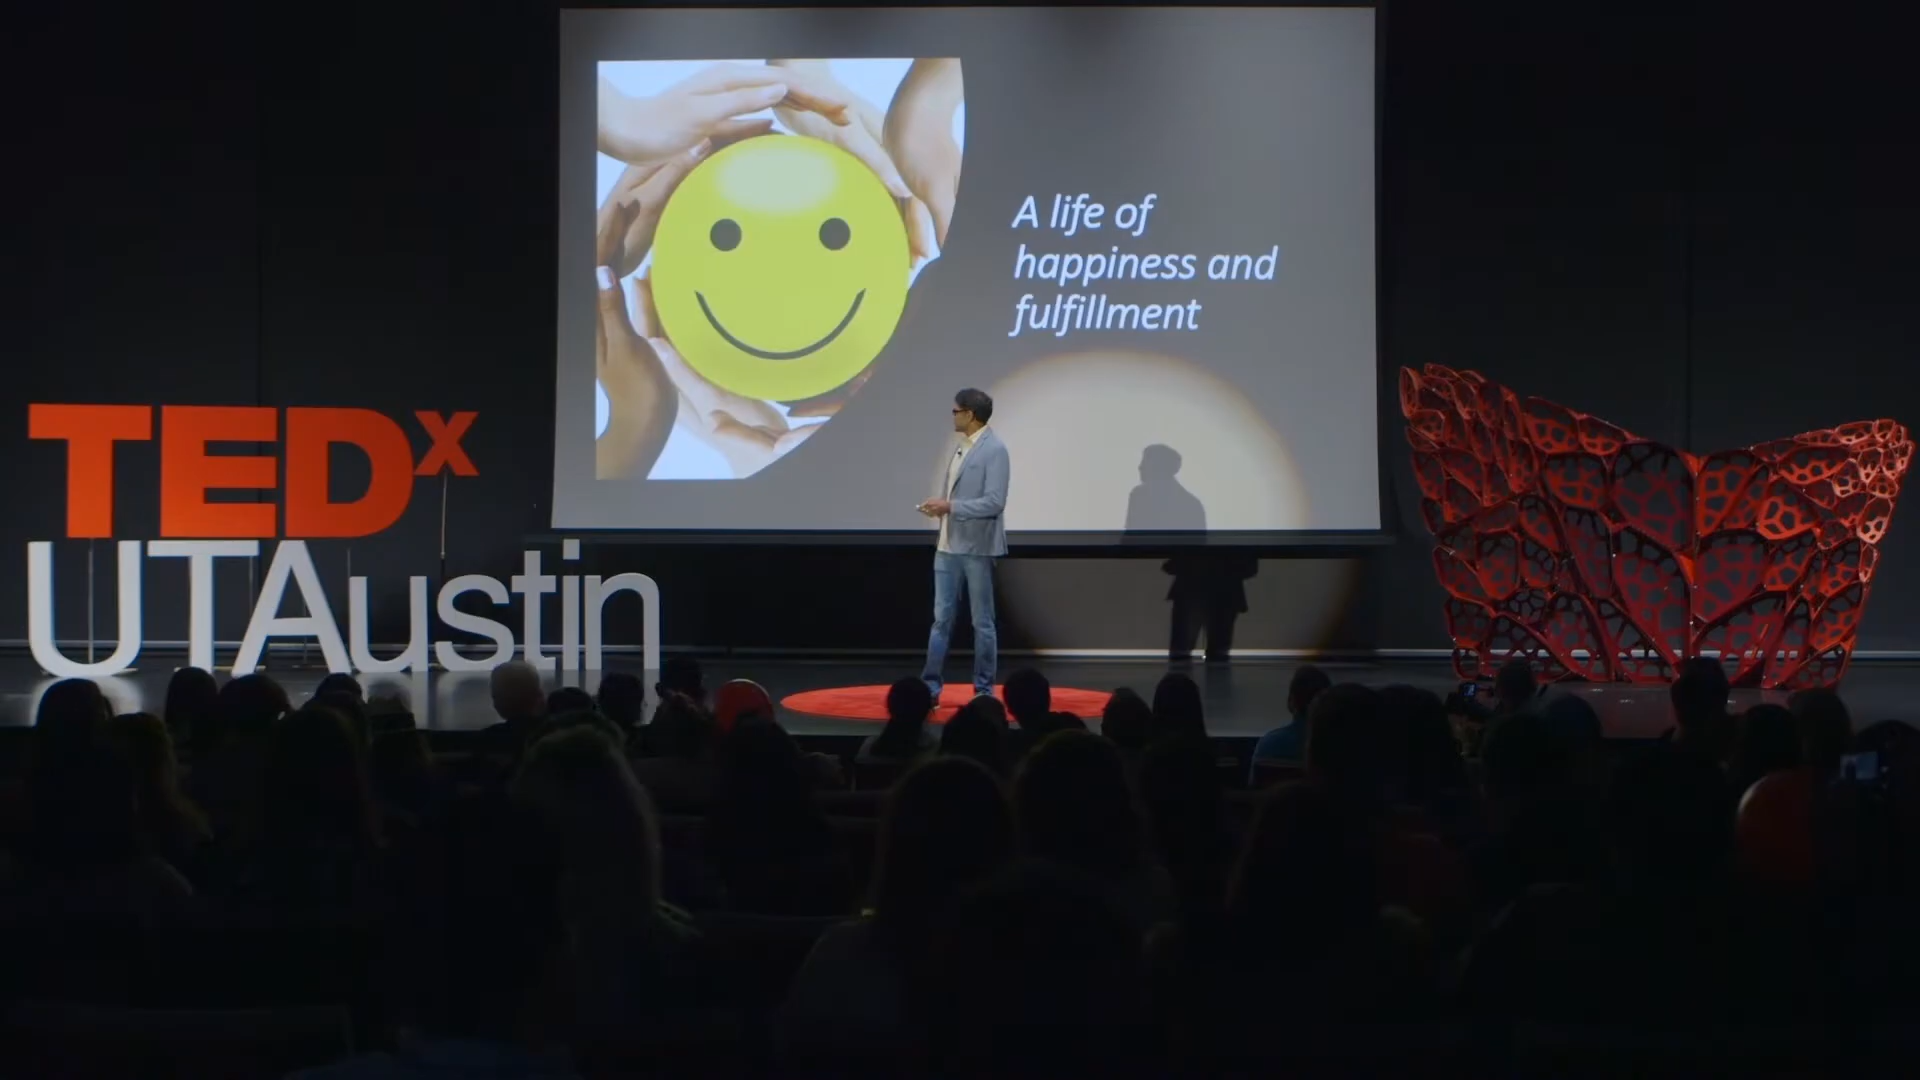 A life of
happiness and
fulfillment
TEDx
UTAustin